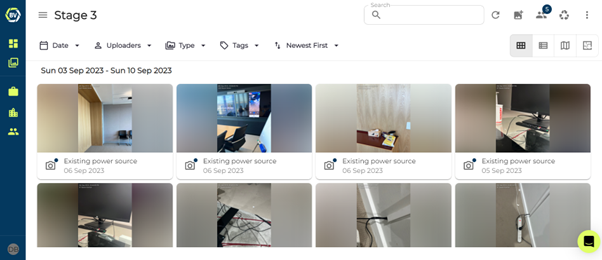 BV
Stage 3
Search
5
Date
Uploaders
Type
Tags
Newest First
Sun 03 Sep 2023 - Sun 10 Sep 2023
Existing power source
06 Sep 2023
Existing power source
06 Sep 2023
Existing power source
06 Sep 2023
Existing power source
05 Sep 2023